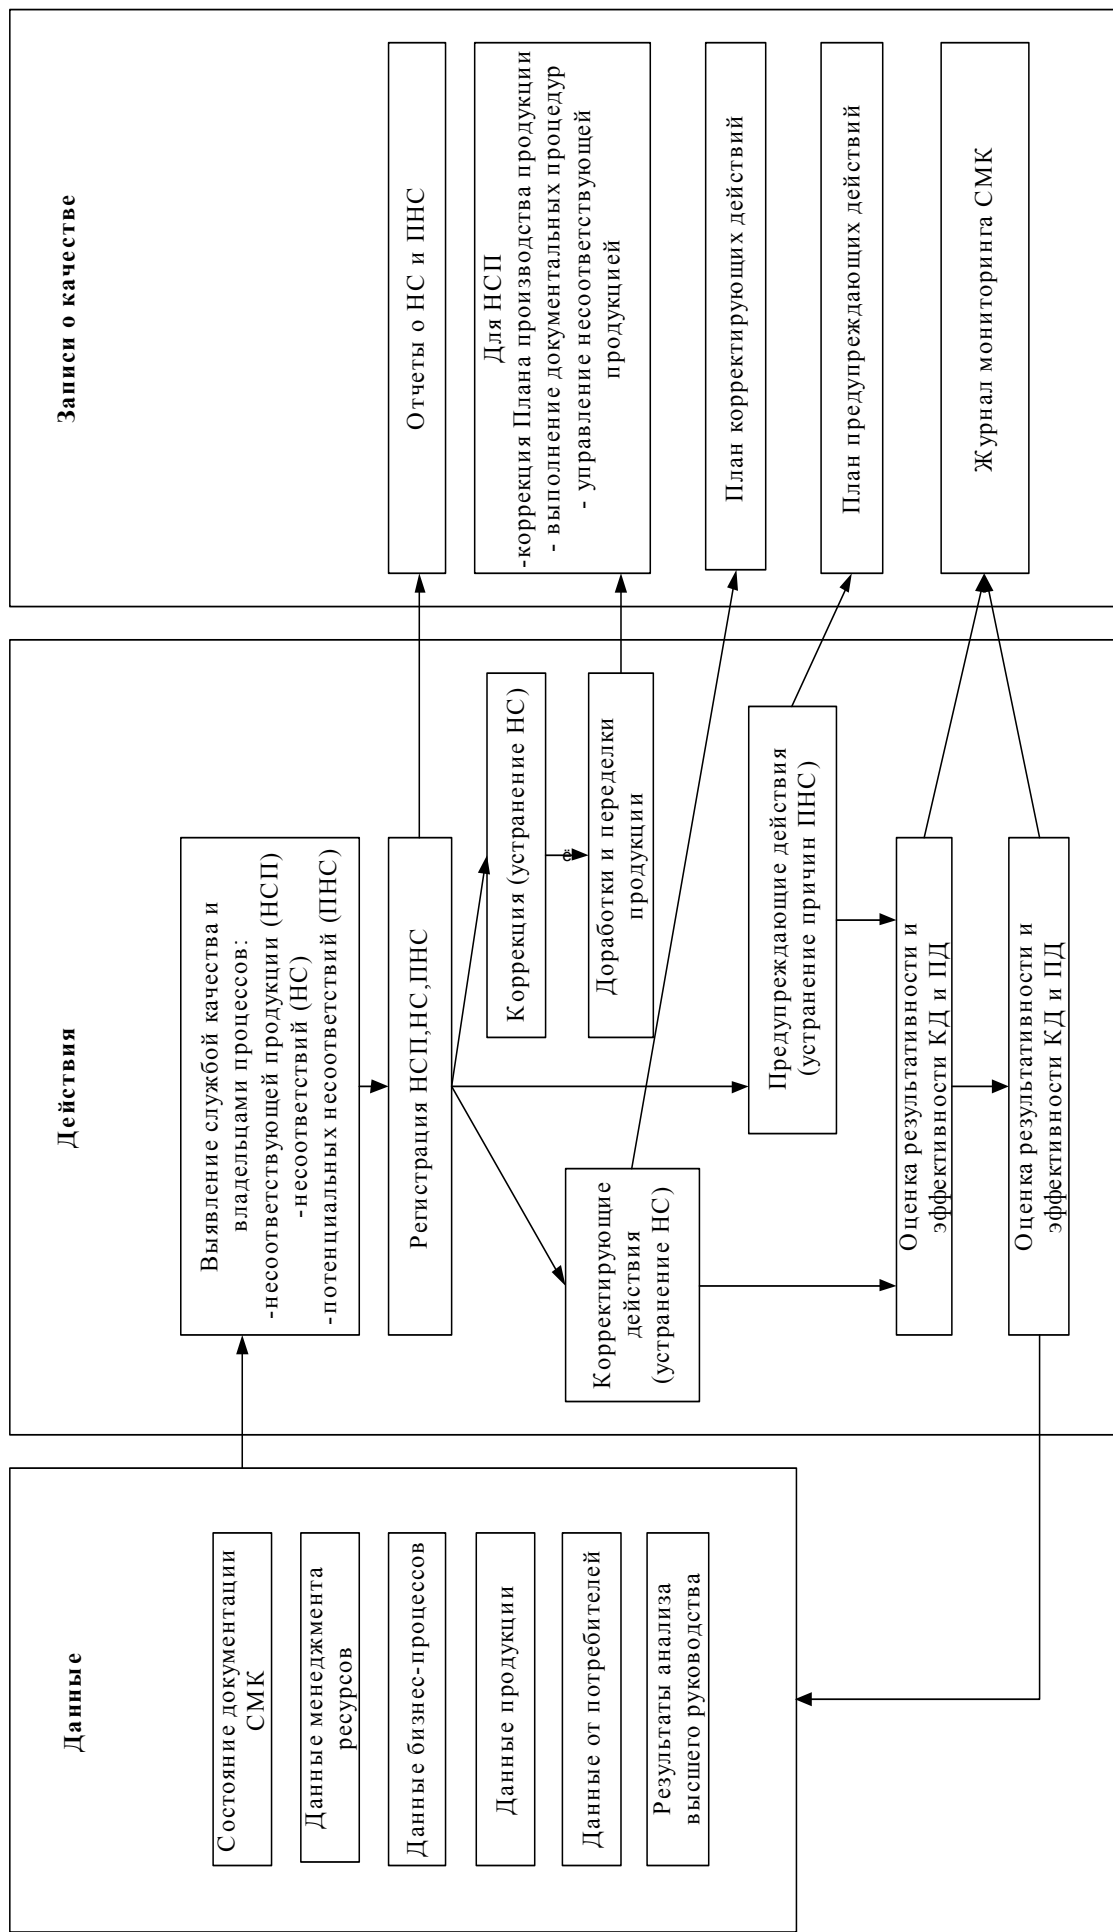 Данные
Состояние документации
СМК
Данные менеджмента
ресурсов
Данные бизнес-процессов
Данные продукции
Данные от потребителей
Результаты анализа
высшего руководства
Действия
Выявление службой качества и
владельцами процессов:
-несоответствующей продукции (НСП)
-несоответствий (НС)
-потенциальных несоответствий (ПНС)
Регистрация НСП,НС,ПНС
Коррекция (устранение НС)
ё
Доработки и переделки
продукции
Корректирующие
действия
(устранение НС)
Предупреждающие действия
(устранение причин ПНС)
Оценка результативности и
эффективности КД и ПД
Оценка результативности и
эффективности КД и ПД
Записи о качестве
Отчеты о НС и ПНС
Для НСП
-коррекция Плана производства продукции
- выполнение документальных процедур
- управление несоответствующей
продукцией
План корректирующих действий
План предупреждающих действий
Журнал мониторинга СМК